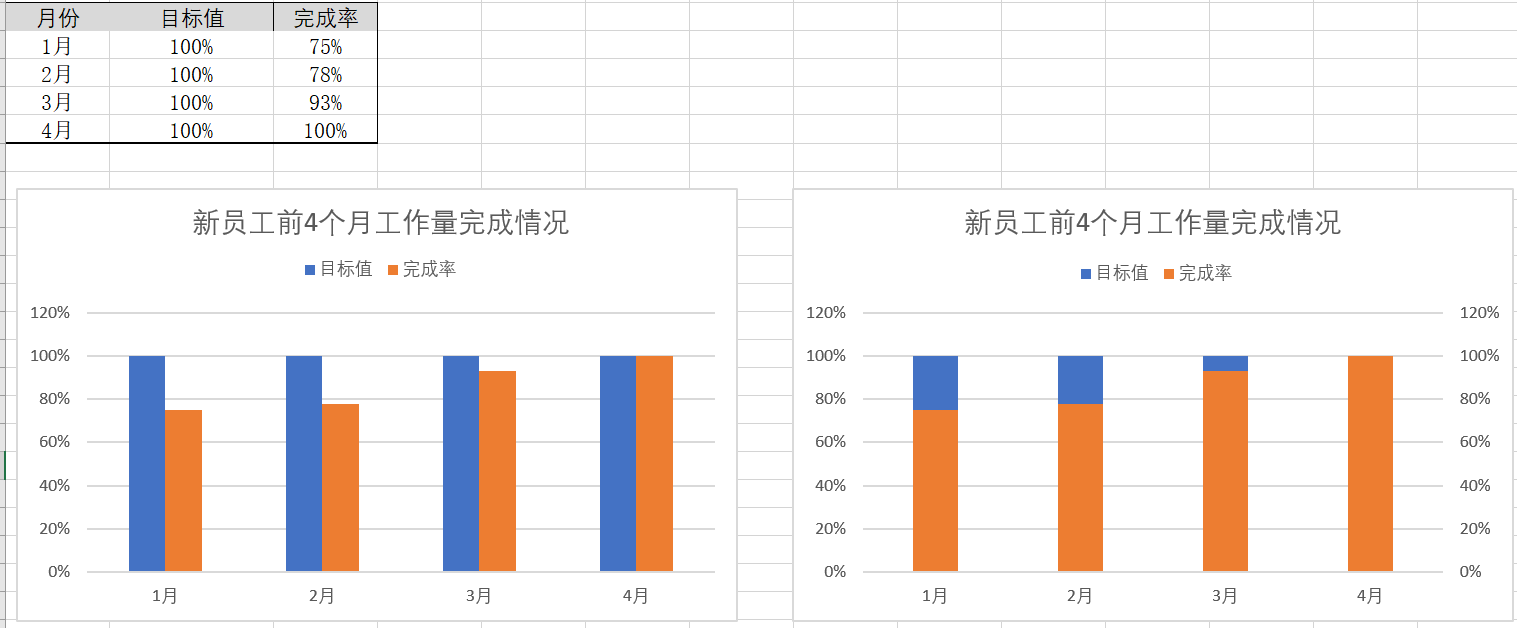 月份 目标值 完成率
1月 100% 75%
2月 100% 78%
3月 100% 93%
4月 100% 100%
新员工前4个月工作量完成情况
目标值 完成率
120%
100%
80%
60%
40%
20%
0%
1月 2月 3月 4月
新员工前4个月工作量完成情况
目标值 完成率
120% 120%
100% 100%
80% 80%
60% 60%
40% 40%
20% 20%
0% 0%
1月 2月 3月 4月